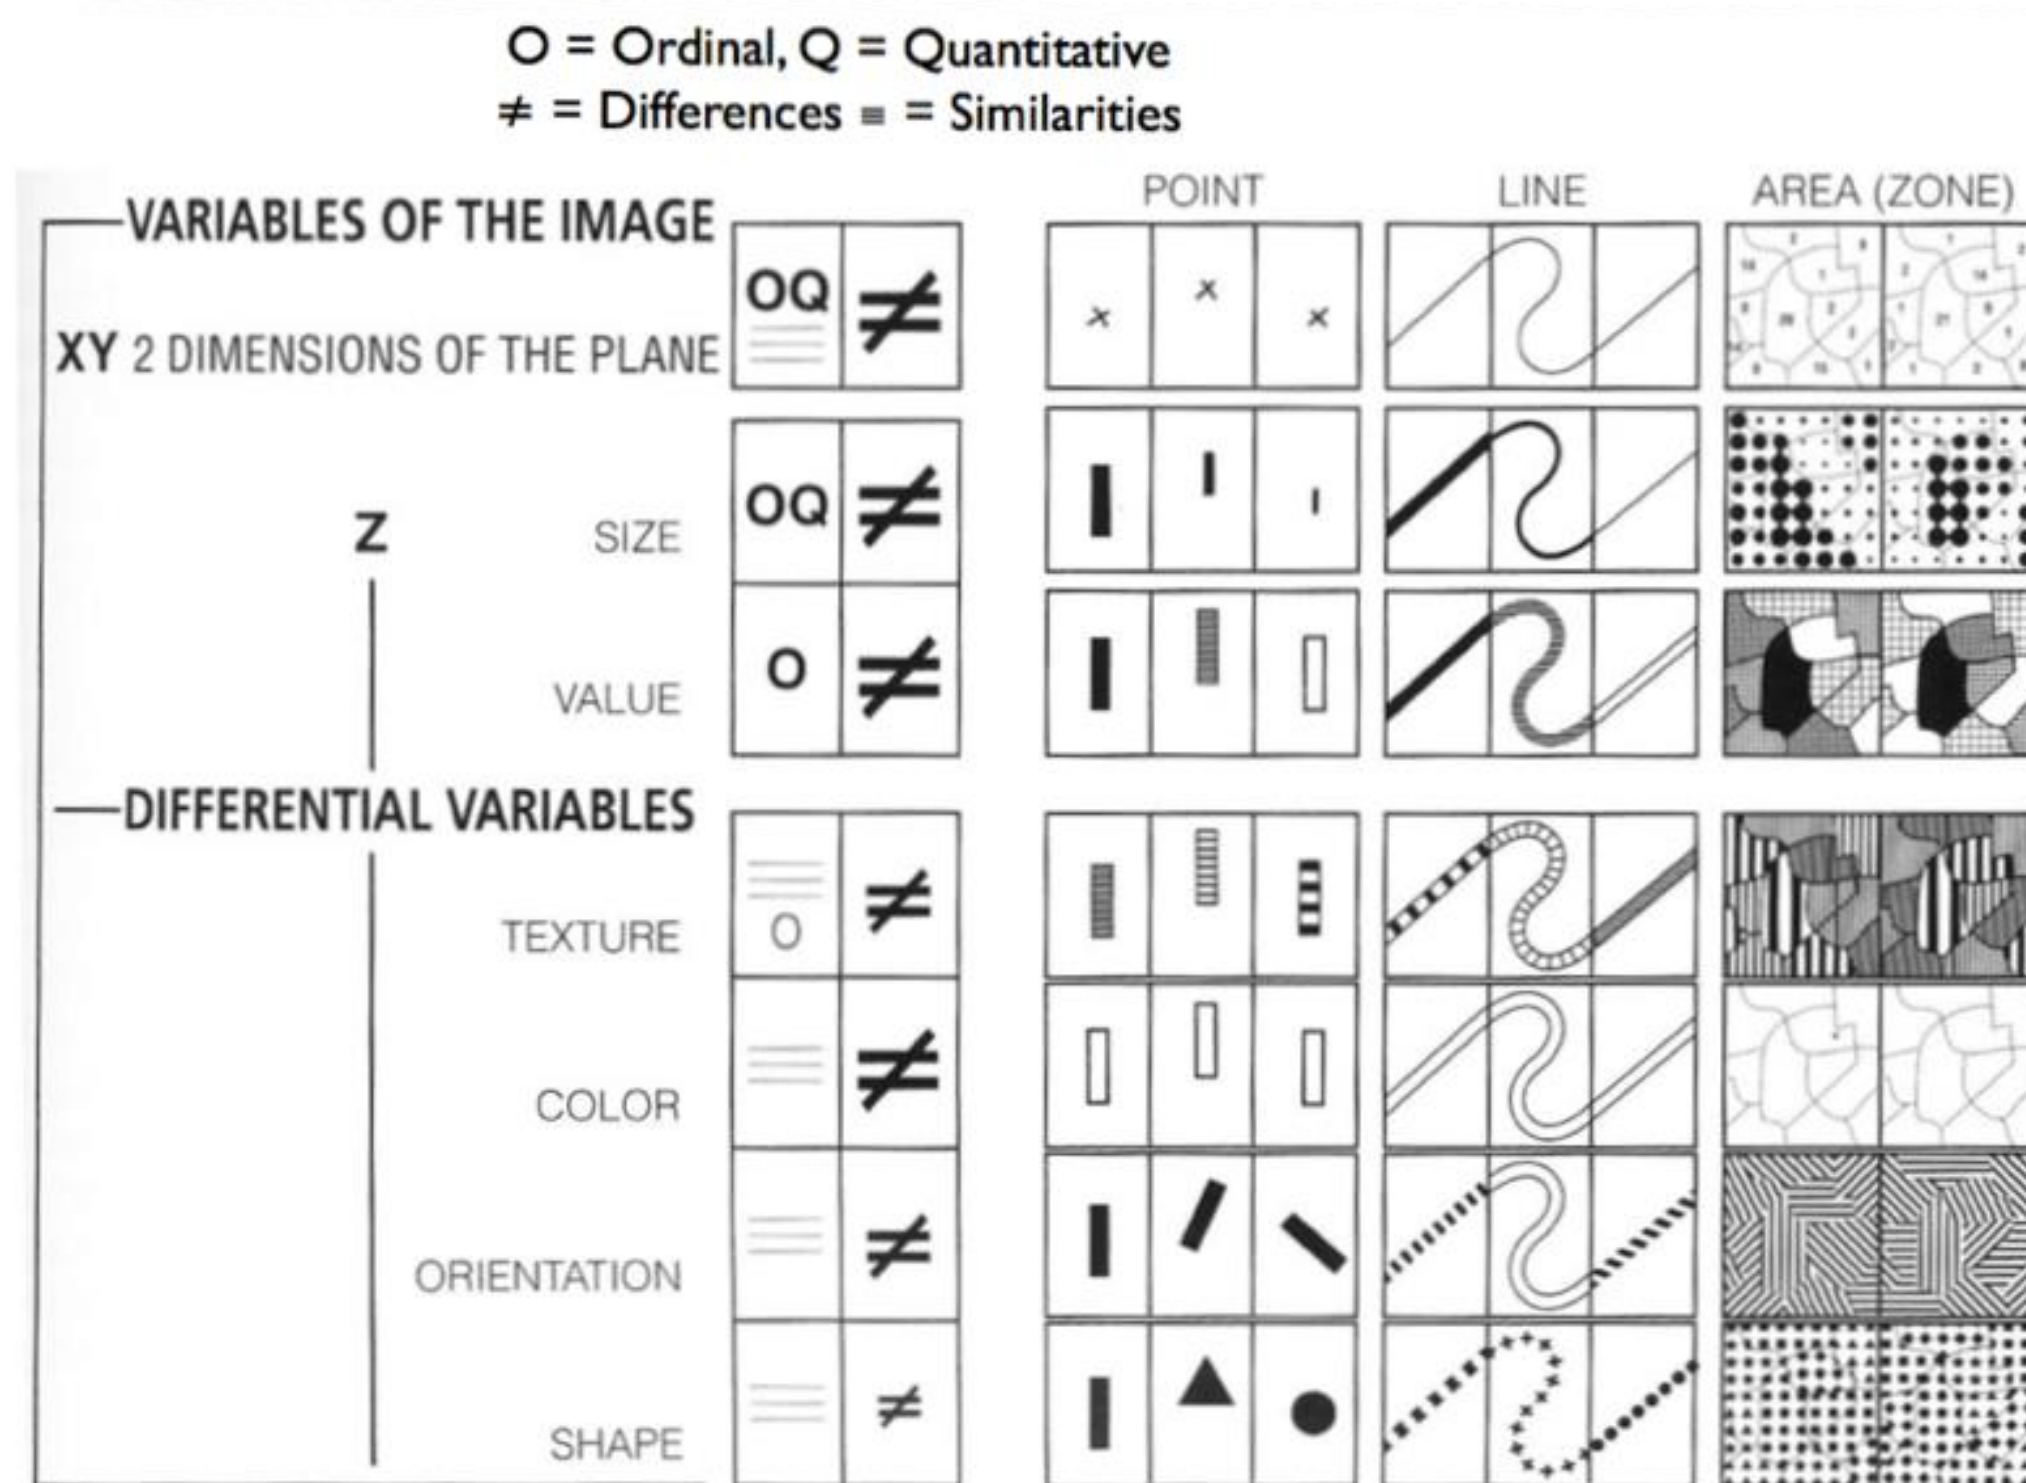 O = Ordinal, Q = Quantitative
≠ = Differences ≡ = Similarities
POINT LINE AREA (ZONE)
VARIABLES OF THE IMAGE
XY 2 DIMENSIONS OF THE PLANE
OQ ≡ ≠
Z
SIZE OQ ≠
VALUE O ≠
DIFFERENTIAL VARIABLES
TEXTURE ≡ O ≠
COLOR ≡ ≠
ORIENTATION ≡ ≠
SHAPE ≡ ≠